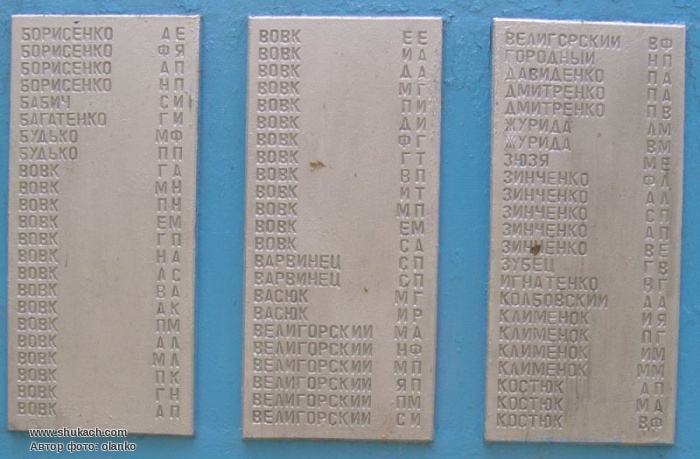 БОРИСЕНКО А Е
БОРИСЕНКО Ф Я
БОРИСЕНКО А П
БОРИСЕНКО Н П
БАБИЧ С И
БАГАТЕНКО Г И
БУДЬКО М Ф
БУДЬКО П П
ВОВК Г А
ВОВК М Н
ВОВК П Н
ВОВК Е М
ВОВК Г П
ВОВК Н А
ВОВК Л С
ВОВК В А
ВОВК А К
ВОВК П М
ВОВК А Л
ВОВК М Л
ВОВК П К
ВОВК Г Н
ВОВК А П
ВОВК Е Е
ВОВК И Д
ВОВК Д А
ВОВК М Г
ВОВК П И
ВОВК Д И
ВОВК Ф Г
ВОВК Г Т
ВОВК В П
ВОВК И Т
ВОВК М П
ВОВК Е М
ВОВК С А
ВАРВИНЕЦ С П
ВАРВИНЕЦ С П
ВАСЮК М Г
ВАСЮК И Р
ВЕЛИГОРСКИЙ М А
ВЕЛИГОРСКИЙ Н Ф
ВЕЛИГОРСКИЙ М Г
ВЕЛИГОРСКИЙ Я П
ВЕЛИГОРСКИЙ П М
ВЕЛИГОРСКИЙ С И
ВЕЛИГОРСКИЙ В Ф
ГОРОДНЫЙ Н П
ДАВИДЕНКО П А
ДМИТРЕНКО П А
ДМИТРЕНКО П В
ЖУРИДА Л М
ЖУРИДА В М
ЗЮЗЯ М Е
ЗИНЧЕНКО Ф Л
ЗИНЧЕНКО А Л
ЗИНЧЕНКО С П
ЗИНЧЕНКО А П
ЗИНЧЕНКО В Е
ЗУБЕЦ Г В
ИГНАТЕНКО В Г
КОЛБОВСКИЙ А А
КЛИМЕНОК И Я
КЛИМЕНОК П Г
КЛИМЕНОК И М
КЛИМЕНОК М М
КОСТЮК А П
КОСТЮК М А
КОСТЮК В Ф
www.shukach.com
Автор фото: olanko